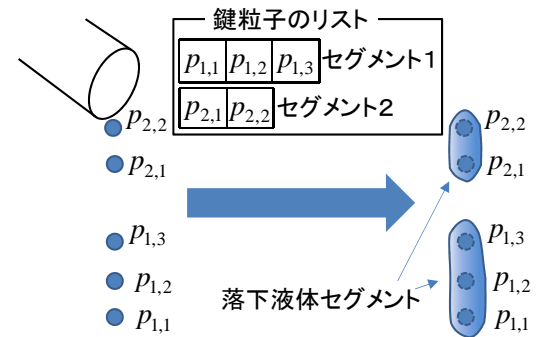 鍵粒子のリスト
p1,1 p1,2 p1,3 セグメント1
p2,1 p2,2 セグメント2
p2,2
p2,1
p1,3
p1,2
p1,1
p2,2
p2,1
p1,3
p1,2
p1,1
落下液体セグメント